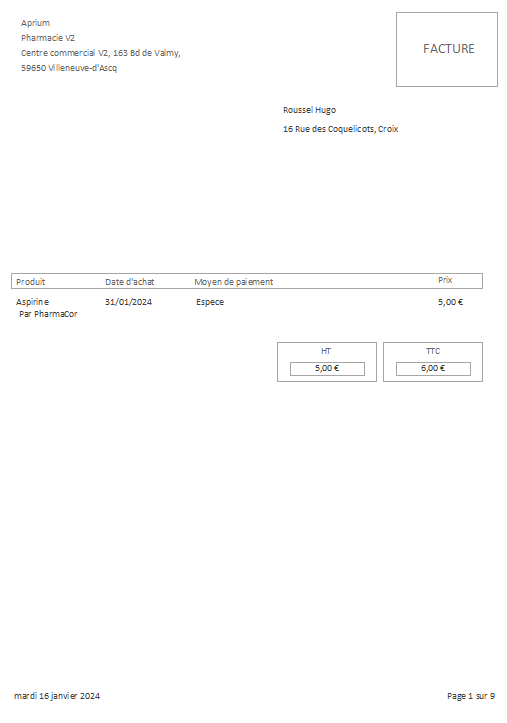 Aprium
Pharmacie V2
Centre commercial V2, 163 Bd de Valmy,
59650 Villeneuve-d'Ascq
FACTURE
Roussel Hugo
16 Rue des Coquelicots, Croix
Produit Date d'achat Moyen de paiement Prix
Aspirine 31/01/2024 Espece 5,00 €
Par PharmaCor
HT TTC
5,00 € 6,00 €
mardi 16 janvier 2024 Page 1 sur 9